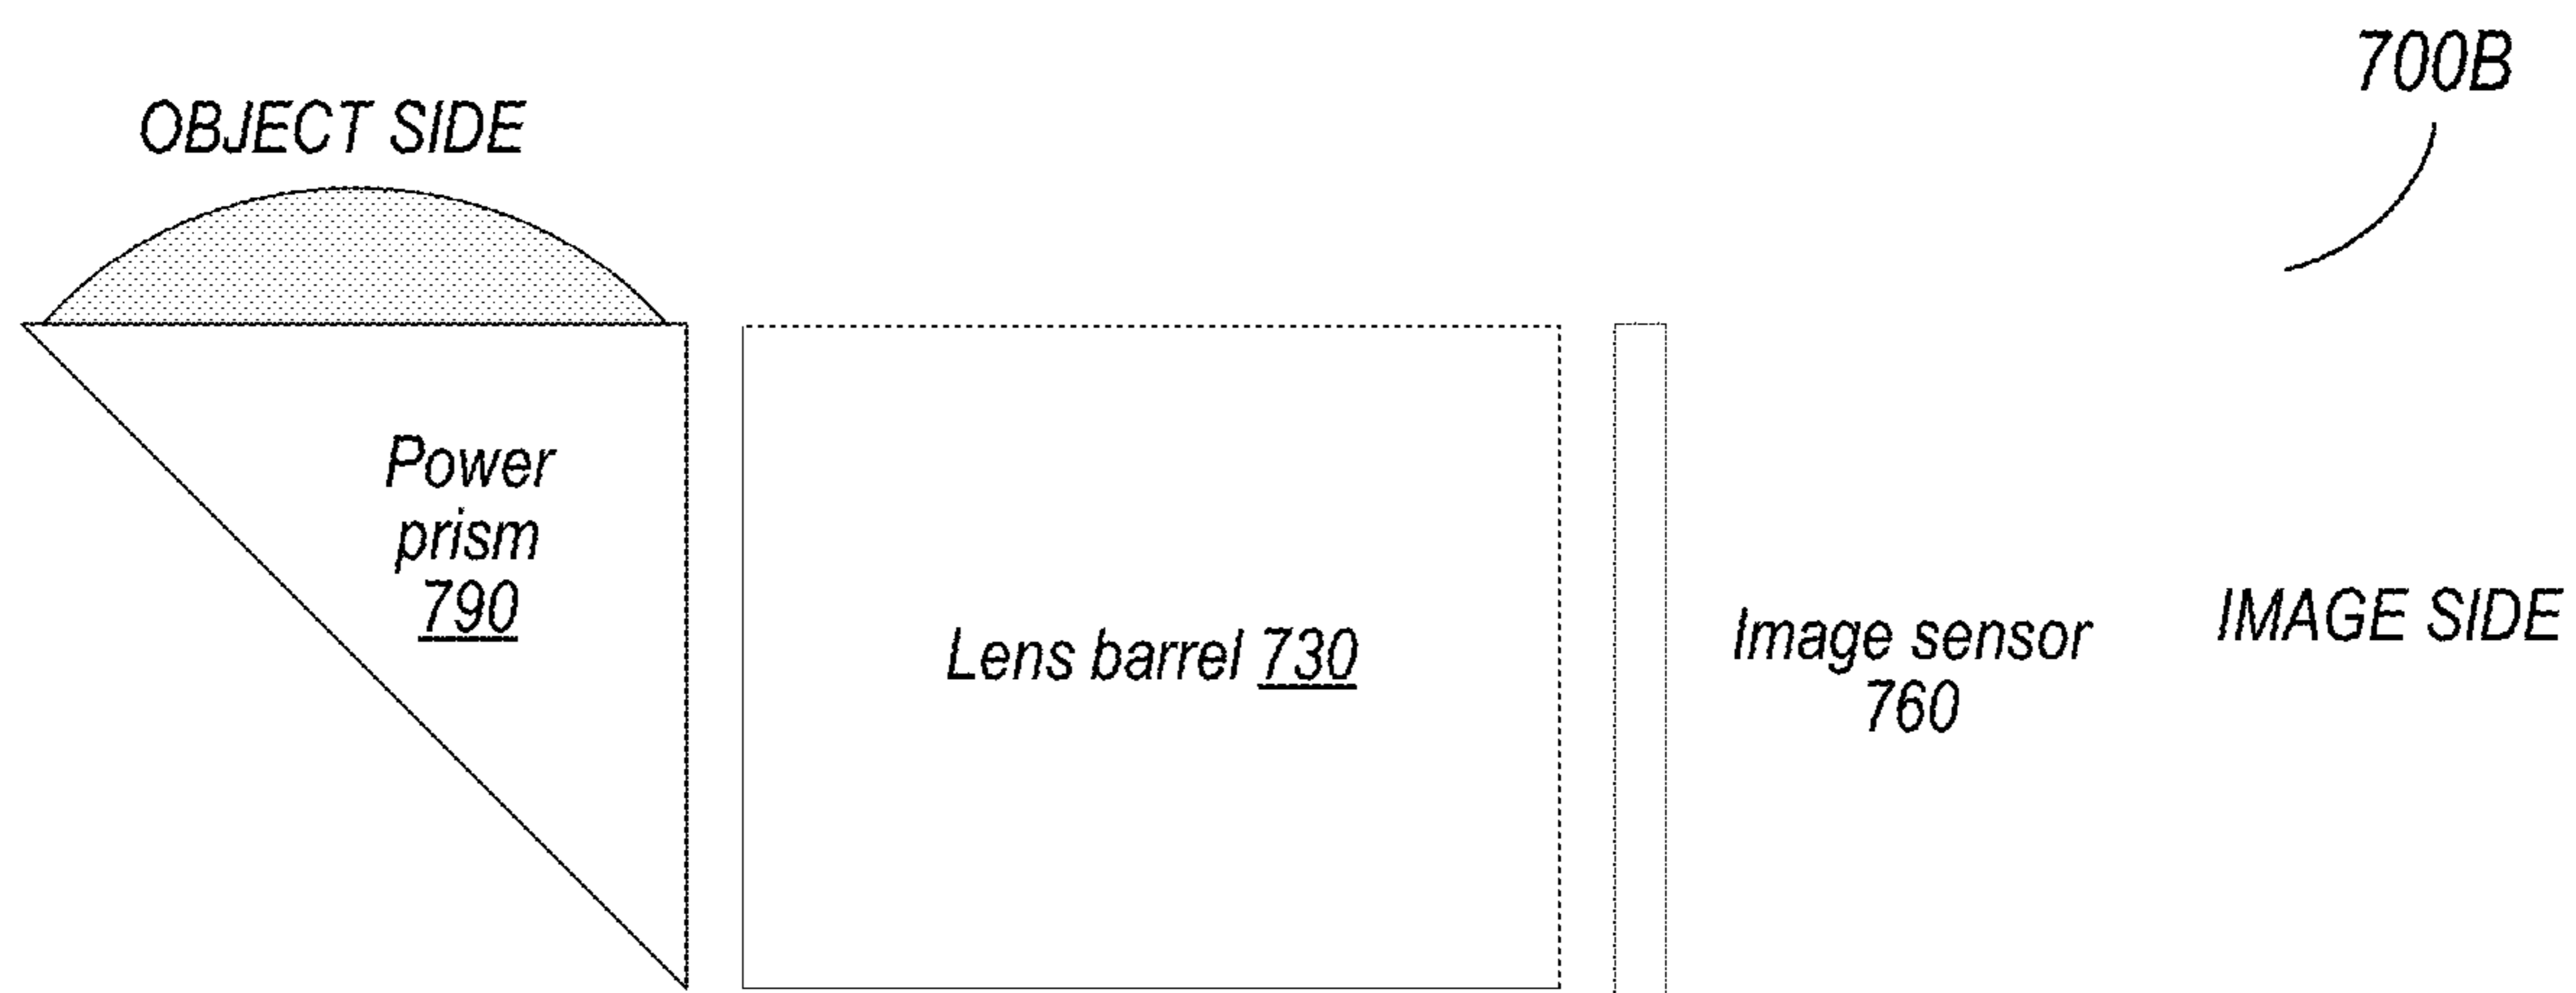 700B
OBJECT SIDE
Power
prism
790
Lens barrel 730
Image sensor
760
IMAGE SIDE